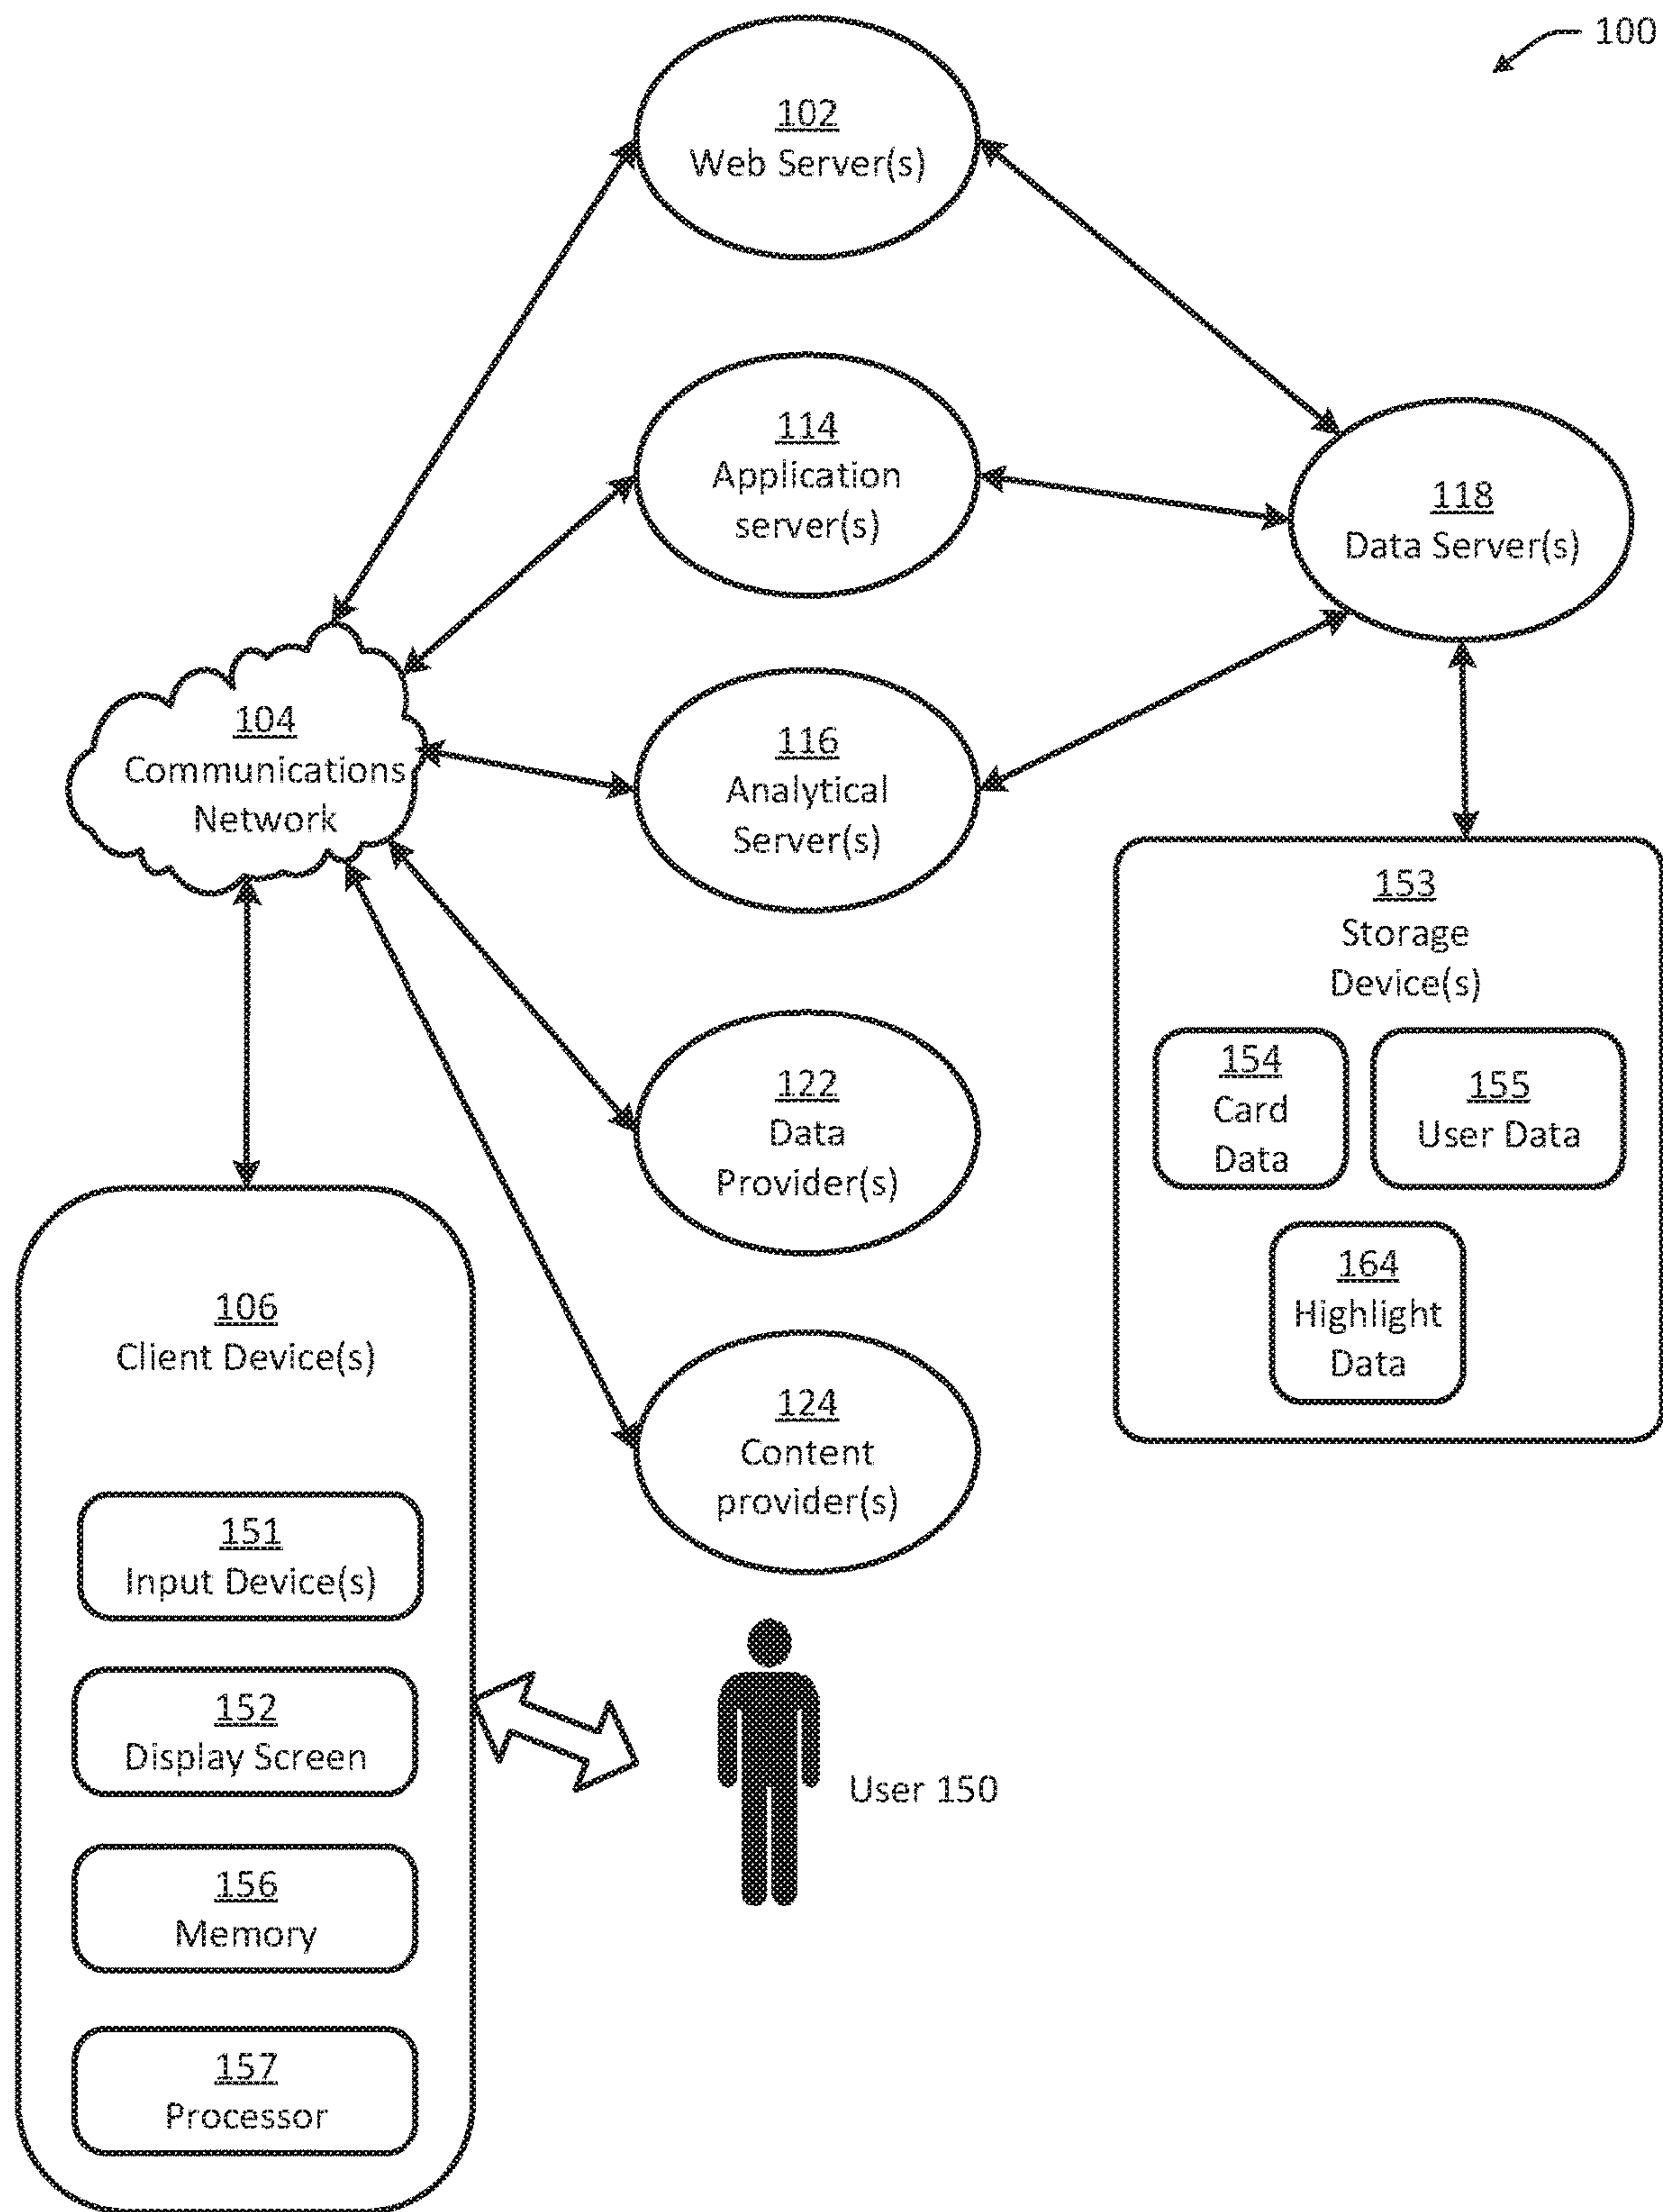 100
102
Web Server(s)
114
Application
server(s)
118
Data Server(s)
104
Communications
Network
116
Analytical
Server(s)
153
Storage
Device(s)
154
Card
Data
155
User Data
164
Highlight
Data
122
Data
Provider(s)
124
Content
provider(s)
106
Client Device(s)
151
Input Device(s)
152
Display Screen
156
Memory
157
Processor
User 150